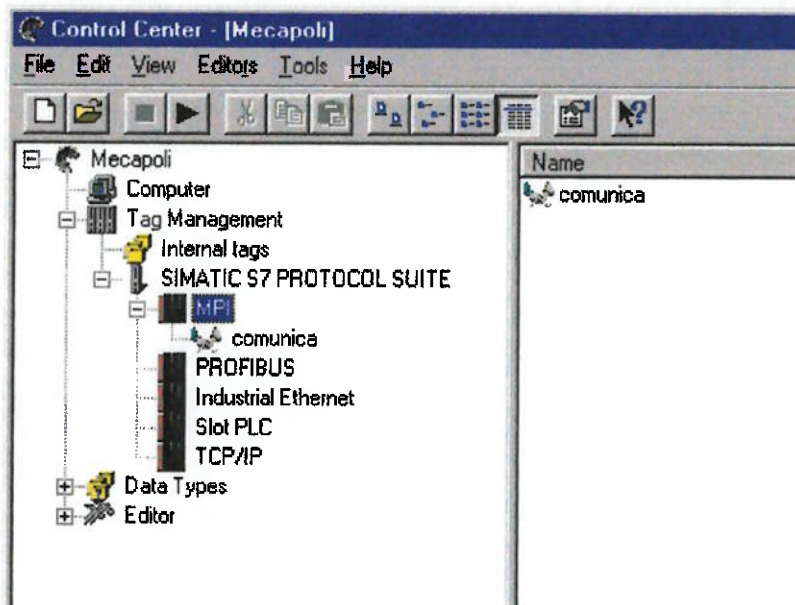 Control Center - [Mecapoli]
File Edit View Editors Tools Help
Mecapoli
Computer
Tag Management
Internal tags
SIMATIC S7 PROTOCOL SUITE
MPI
comunica
PROFIBUS
Industrial Ethernet
Slot PLC
TCP/IP
Data Types
Editor
Name
comunica